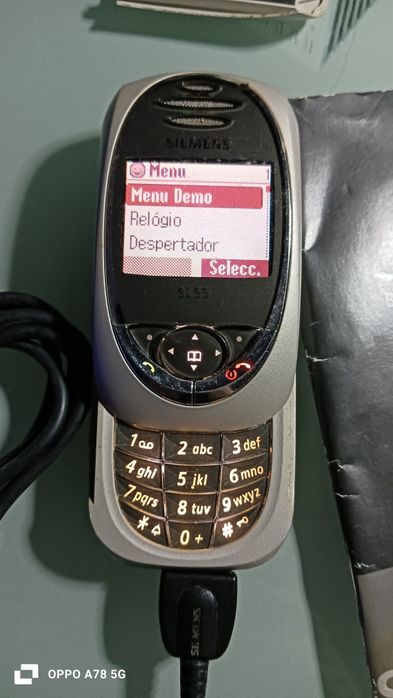 SIEMENS
Menu
Menu Demo
Relógio
Despertador
Selecc.
SL55
1
2 abc
3 def
4 ghi
5 jkl
6 mno
7 pqrs
8 tuv
9 wxyz
*
0 +
#
SIEMENS
OPPO A78 5G